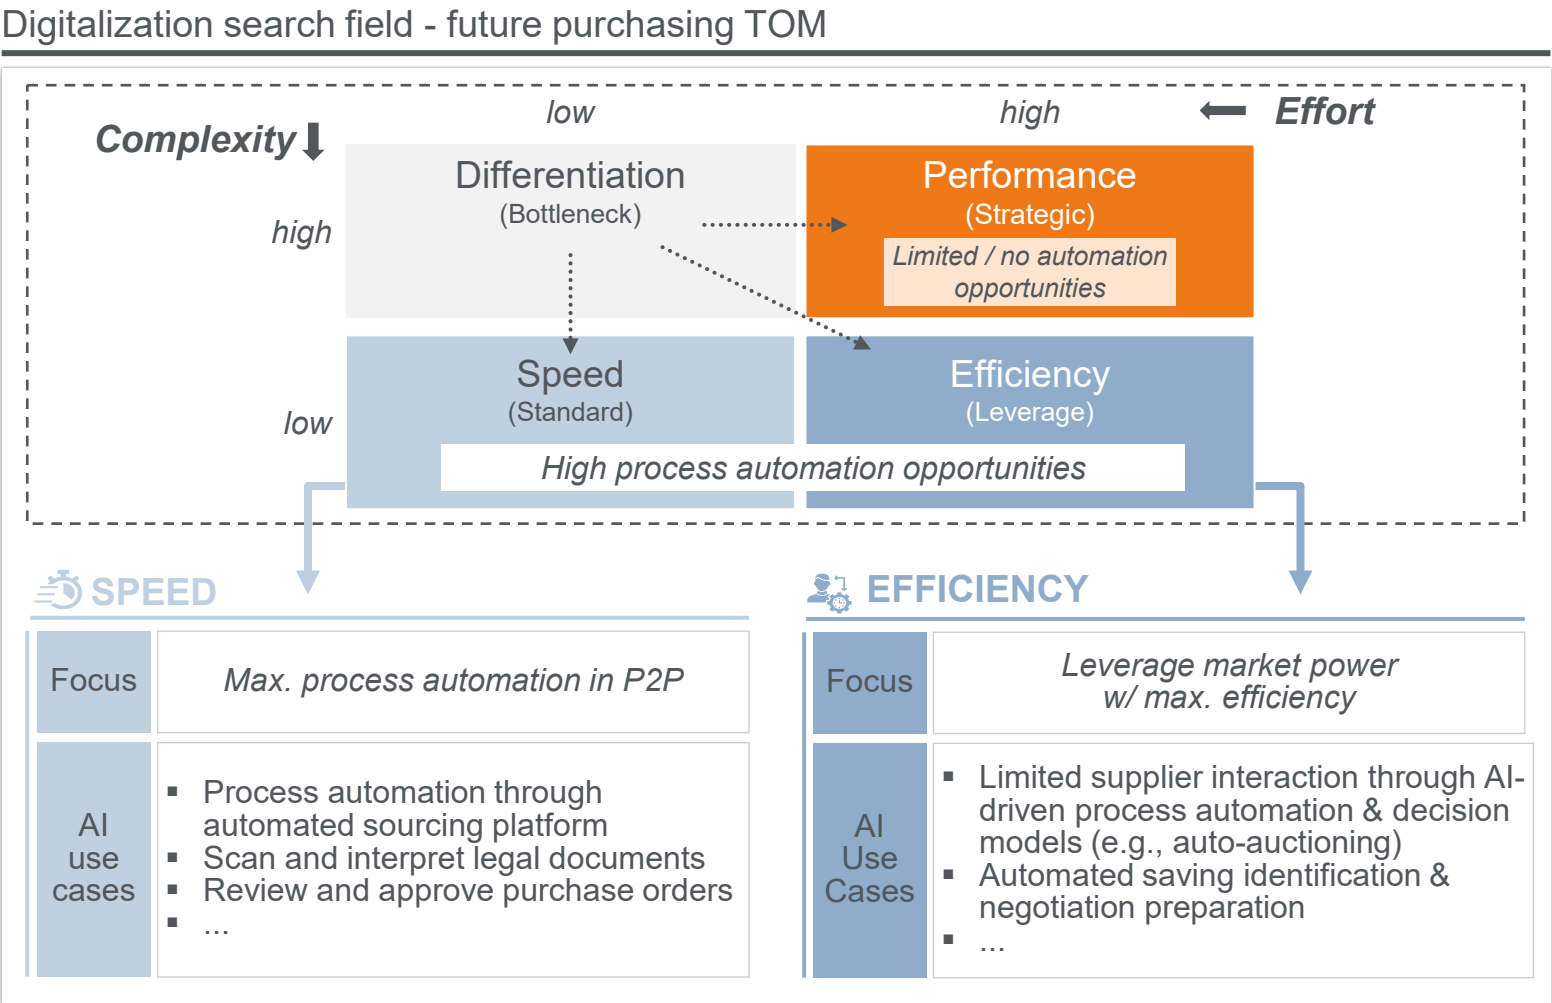 Digitalization search field - future purchasing TOM
low
high
Effort
Complexity
Differentiation
(Bottleneck)
Performance
(Strategic)
Limited / no automation
opportunities
high
Speed
(Standard)
Efficiency
(Leverage)
low
High process automation opportunities
SPEED
Focus
Max. process automation in P2P
AI
use
cases
▪ Process automation through
automated sourcing platform
▪ Scan and interpret legal documents
▪ Review and approve purchase orders
▪ ...
EFFICIENCY
Focus
Leverage market power
w/ max. efficiency
AI
Use
Cases
▪ Limited supplier interaction through AI-
driven process automation & decision
models (e.g., auto-auctioning)
▪ Automated saving identification &
negotiation preparation
▪ ...